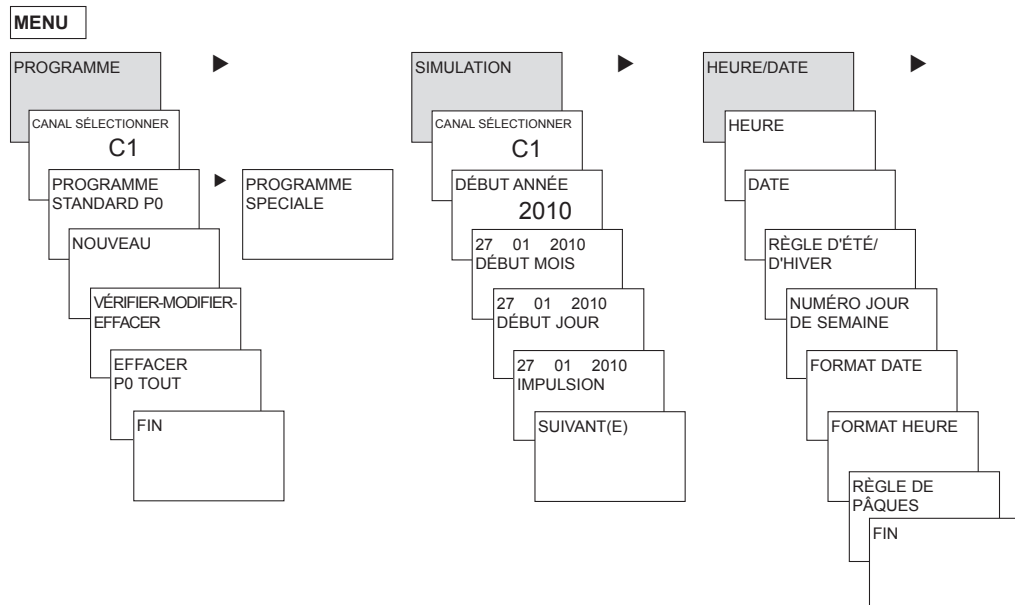 MENU
PROGRAMME
CANAL SÉLECTIONNER
C1
PROGRAMME
STANDARD P0
PROGRAMME
SPECIALE
NOUVEAU
VÉRIFIER-MODIFIER-
EFFACER
EFFACER
P0 TOUT
FIN
SIMULATION
CANAL SÉLECTIONNER
C1
DÉBUT ANNÉE
2010
27 01 2010
DÉBUT MOIS
27 01 2010
DÉBUT JOUR
27 01 2010
IMPULSION
SUIVANT(E)
HEURE/DATE
HEURE
DATE
RÈGLE D'ÉTÉ/
D'HIVER
NUMÉRO JOUR
DE SEMAINE
FORMAT DATE
FORMAT HEURE
RÈGLE DE
PÂQUES
FIN